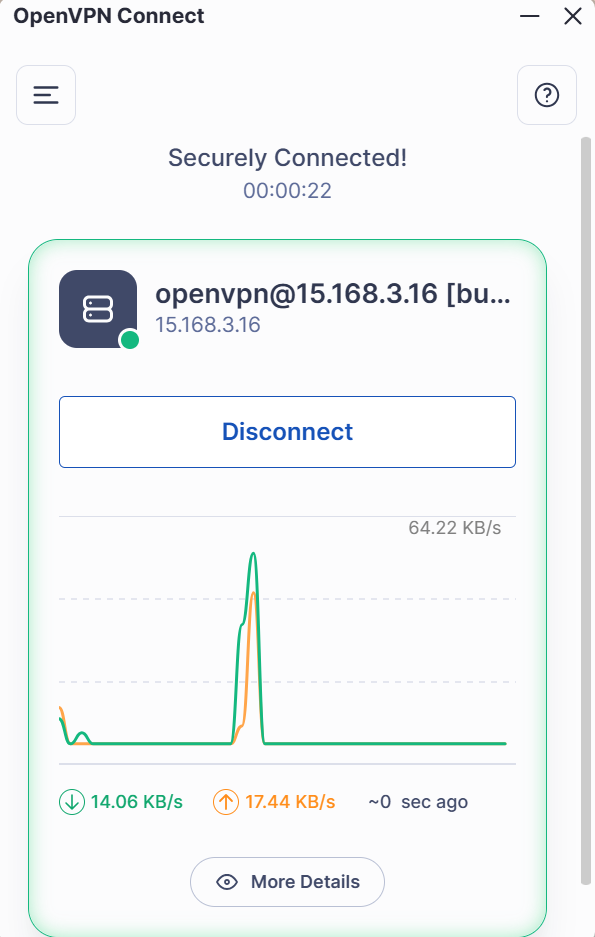 OpenVPN Connect
Securely Connected!
00:00:22
openvpn@15.168.3.16 [bu...
15.168.3.16
Disconnect
64.22 KB/s
14.06 KB/s 17.44 KB/s ~0 sec ago
More Details